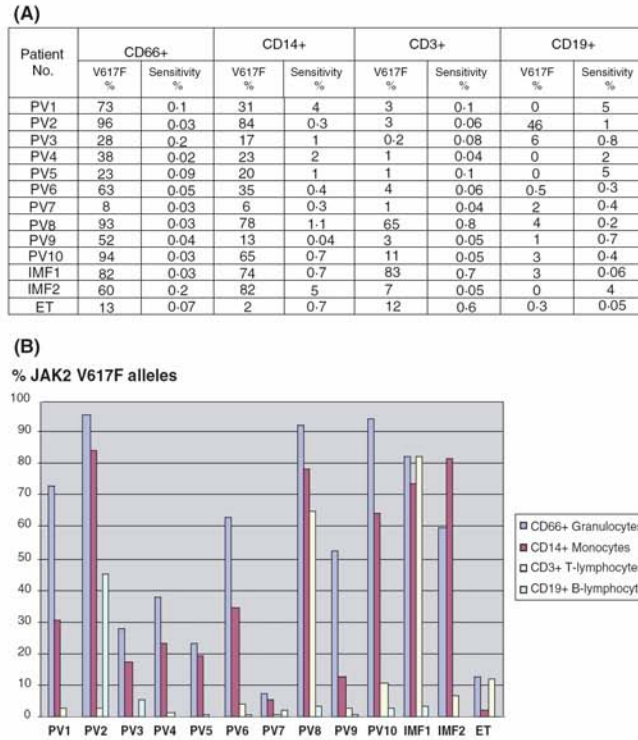 (A)
Patient No. CD66+ CD14+ CD3+ CD19+
V617F % Sensitivity % V617F % Sensitivity % V617F % Sensitivity % V617F % Sensitivity %
PV1 73 0·1 31 4 3 0·1 0 5
PV2 96 0·03 84 0·3 3 0·06 46 1
PV3 28 0·2 17 1 0·2 0·08 6 0·8
PV4 38 0·02 23 2 1 0·04 0 2
PV5 23 0·09 20 1 1 0·1 0 5
PV6 63 0·05 35 0·4 4 0·06 0·5 0·3
PV7 8 0·03 6 0·3 1 0·04 2 0·4
PV8 93 0·03 78 1·1 65 0·8 4 0·2
PV9 52 0·04 13 0·04 3 0·05 1 0·7
PV10 94 0·03 65 0·7 11 0·05 3 0·4
IMF1 82 0·03 74 0·7 83 0·7 3 0·06
IMF2 60 0·2 82 5 7 0·05 0 4
ET 13 0·07 2 0·7 12 0·6 0·3 0·05
(B)
% JAK2 V617F alleles
100
90
80
70
60
50
40
30
20
10
0
PV1 PV2 PV3 PV4 PV5 PV6 PV7 PV8 PV9 PV10 IMF1 IMF2 ET
CD66+ Granulocytes
CD14+ Monocytes
CD3+ T-lymphocytes
CD19+ B-lymphocyt